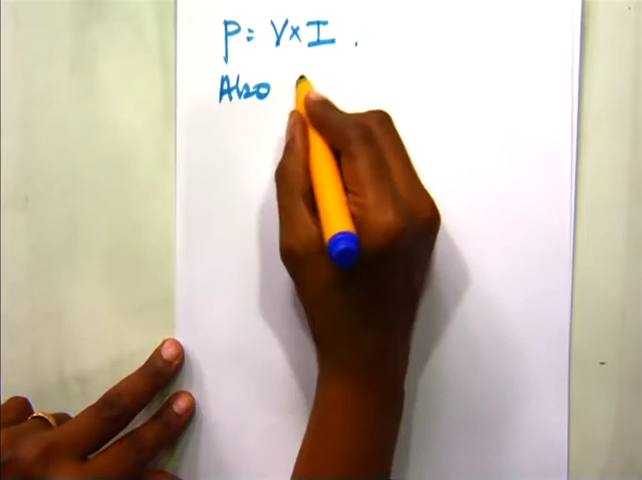 P = V × I .
Also